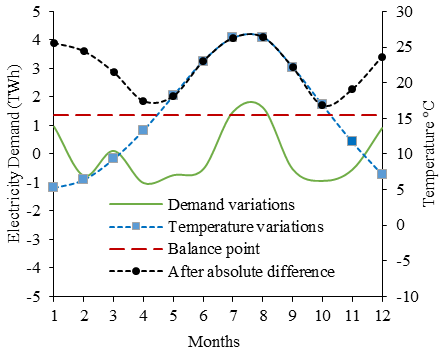 Electricity Demand (TWh)
5
4
3
2
1
0
-1
-2
-3
-4
-5
30
25
20
15
10
5
0
-5
-10
Temperature °C
Demand variations
Temperature variations
Balance point
After absolute difference
1 2 3 4 5 6 7 8 9 10 11 12
Months